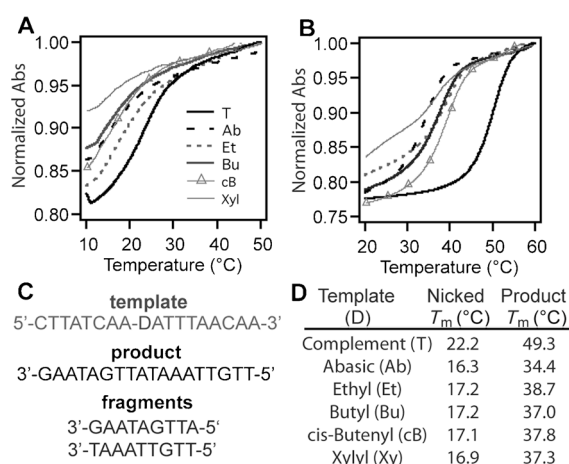 A
Normalized Abs
1.00
0.95
0.90
0.85
0.80
T
Ab
Et
Bu
cB
Xyl
10 20 30 40 50
Temperature (°C)
B
Normalized Abs
1.00
0.95
0.90
0.85
0.80
0.75
20 30 40 50 60
Temperature (°C)
C
template
5'-CTTATCAA-DATTTAACAA-3'
product
3'-GAATAGTTATAAATTGTT-5'
fragments
3'-GAATAGTTA-5'
3'-TAAATTGTT-5'
D Template Nicked Product
(D) Tm (°C) Tm (°C)
Complement (T) 22.2 49.3
Abasic (Ab) 16.3 34.4
Ethyl (Et) 17.2 38.7
Butyl (Bu) 17.2 37.0
cis-Butenyl (cB) 17.1 37.8
Xylyl (Xy) 16.9 37.3